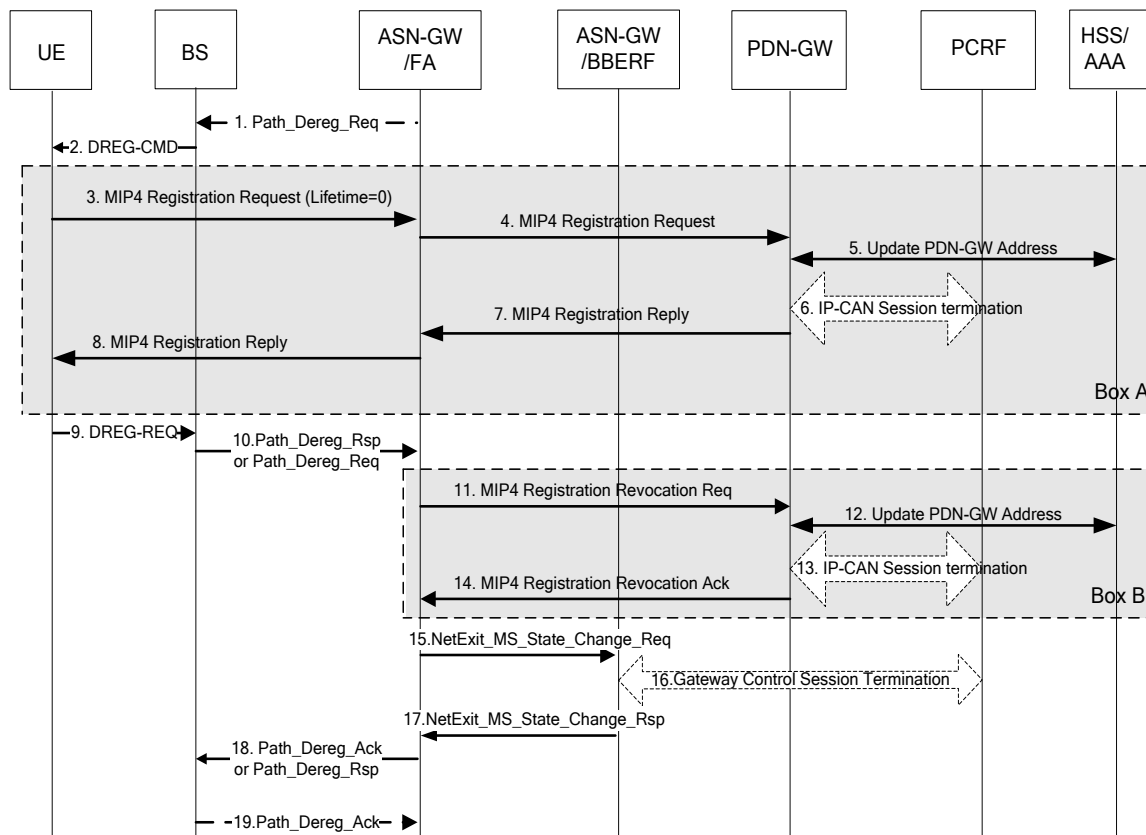 UE
BS
ASN-GW
/FA
ASN-GW
/BBERF
PDN-GW
PCRF
HSS/
AAA
1. Path_Dereg_Req
2. DREG-CMD
3. MIP4 Registration Request (Lifetime=0)
4. MIP4 Registration Request
5. Update PDN-GW Address
6. IP-CAN Session termination
7. MIP4 Registration Reply
8. MIP4 Registration Reply
Box A
9. DREG-REQ
10.Path_Dereg_Rsp
or Path_Dereg_Req
11. MIP4 Registration Revocation Req
12. Update PDN-GW Address
13. IP-CAN Session termination
14. MIP4 Registration Revocation Ack
Box B
15.NetExit_MS_State_Change_Req
16.Gateway Control Session Termination
17.NetExit_MS_State_Change_Rsp
18. Path_Dereg_Ack
or Path_Dereg_Rsp
19.Path_Dereg_Ack